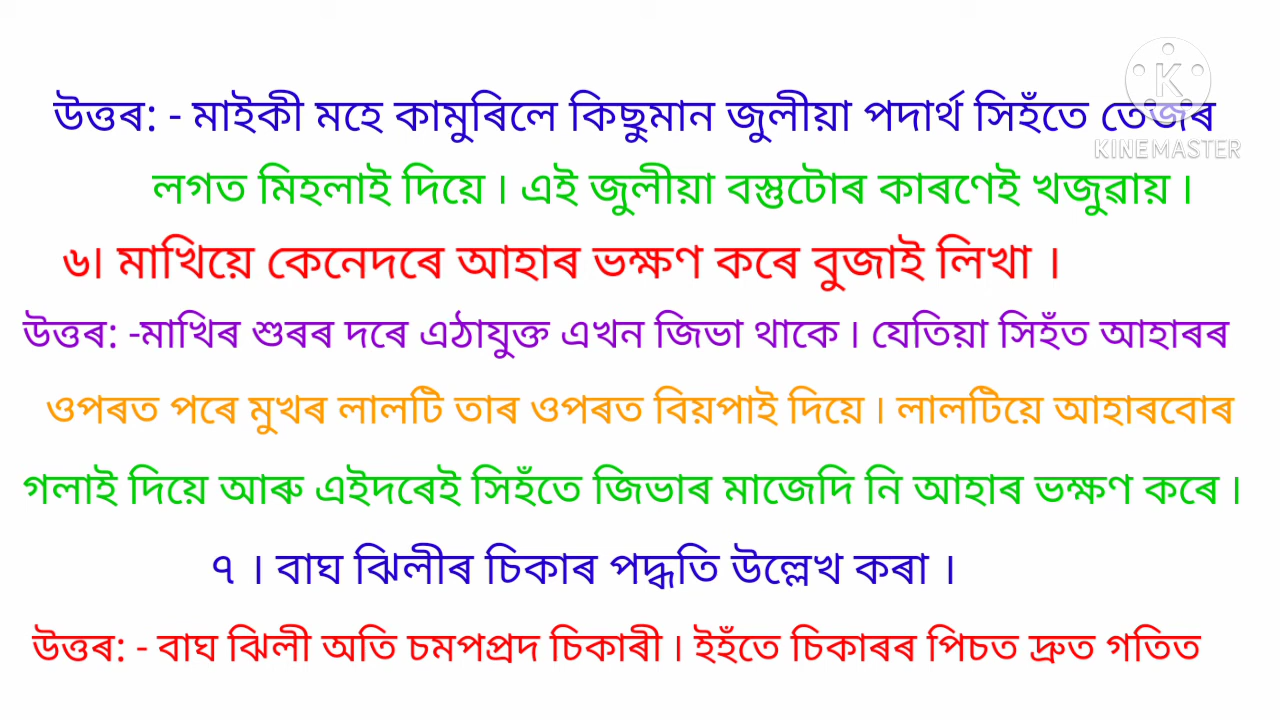 উত্তৰ: - মাইকী মহে কামুৰিলে কিছুমান জুলীয়া পদাৰ্থ সিহঁতে তেজৰ
KINEMASTER
লগত মিহলাই দিয়ে । এই জুলীয়া বস্তুটোৰ কাৰণেই খজুৱায় ।
৬। মাখিয়ে কেনেদৰে আহাৰ ভক্ষণ কৰে বুজাই লিখা ।
উত্তৰ: -মাখিৰ শুৰৰ দৰে এঠাযুক্ত এখন জিভা থাকে । যেতিয়া সিহঁত আহাৰৰ
ওপৰত পৰে মুখৰ লালটি তাৰ ওপৰত বিয়পাই দিয়ে । লালটিয়ে আহাৰবোৰ
গলাই দিয়ে আৰু এইদৰেই সিহঁতে জিভাৰ মাজেদি নি আহাৰ ভক্ষণ কৰে ।
৭ । বাঘ ঝিলীৰ চিকাৰ পদ্ধতি উল্লেখ কৰা ।
উত্তৰ: - বাঘ ঝিলী অতি চমপপ্ৰদ চিকাৰী । ইহঁতে চিকাৰৰ পিচত দ্ৰুত গতিত